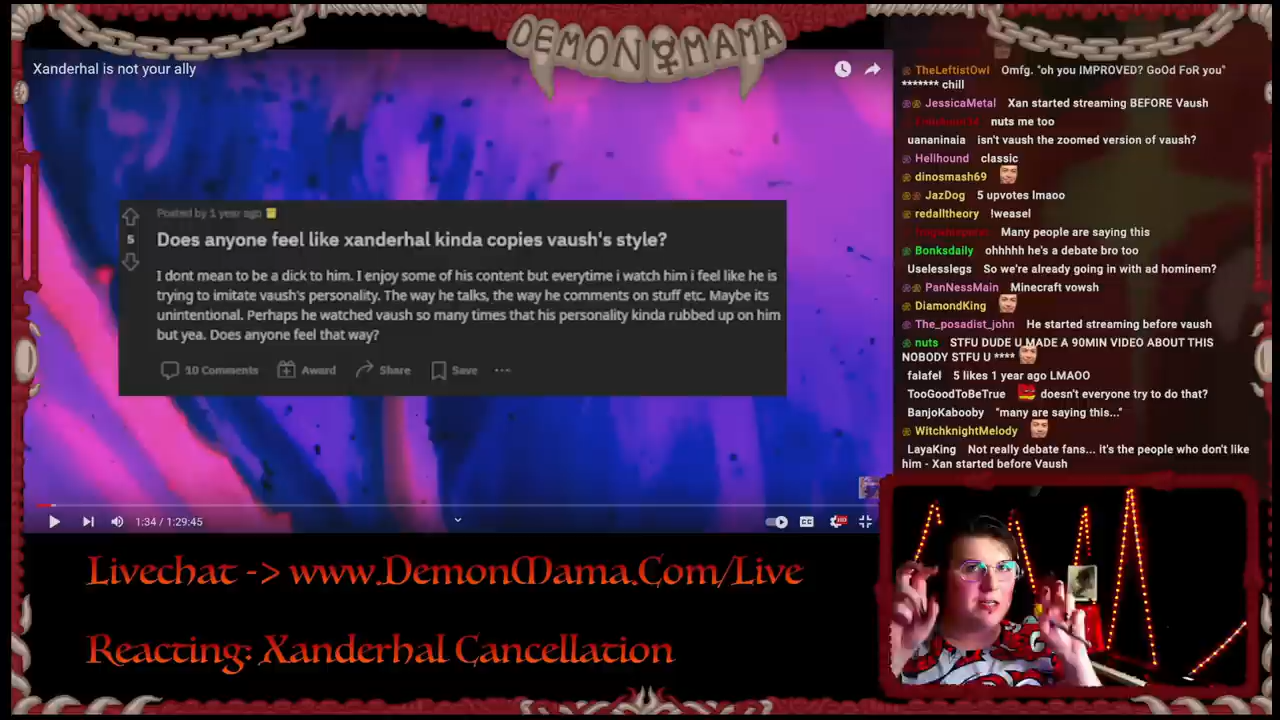 DEMON MAMA
Xanderhal is not your ally
Posted by 1 year ago
5
Does anyone feel like xanderhal kinda copies vaush's style?
I dont mean to be a dick to him. I enjoy some of his content but everytime i watch him i feel like he is
trying to imitate vaush's personality. The way he talks, the way he comments on stuff etc. Maybe its
unintentional. Perhaps he watched vaush so many times that his personality kinda rubbed up on him
but yea. Does anyone feel that way?
10 Comments Award Share Save ...
1:34 / 1:29:45
CC HD
TheLeftistOwl Omfg. "oh you IMPROVED? GoOd FoR yoU"
******* chill
JessicaMetal Xan started streaming BEFORE Vaush
nuts me too
uananinaia isn't vaush the zoomed version of vaush?
Hellhound classic
dinosmash69
JazDog 5 upvotes lmaoo
redalltheory !weasel
Many people are saying this
Bonksdaily ohhhhh he's a debate bro too
Uselesslegs So we're already going in with ad hominem?
PanNessMain Minecraft vowsh
DiamondKing
The_posadist_john He started streaming before vaush
nuts STFU DUDE U MADE A 90MIN VIDEO ABOUT THIS
NOBODY STFU U ****
falafel 5 likes 1 year ago LMAOO
TooGoodToBeTrue doesn't everyone try to do that?
BanjoKabooby "many are saying this..."
WitchknightMelody
LayaKing Not really debate fans... it's the people who don't like
him - Xan started before Vaush
Livechat -> www.DemonMama.Com/Live
Reacting: Xanderhal Cancellation